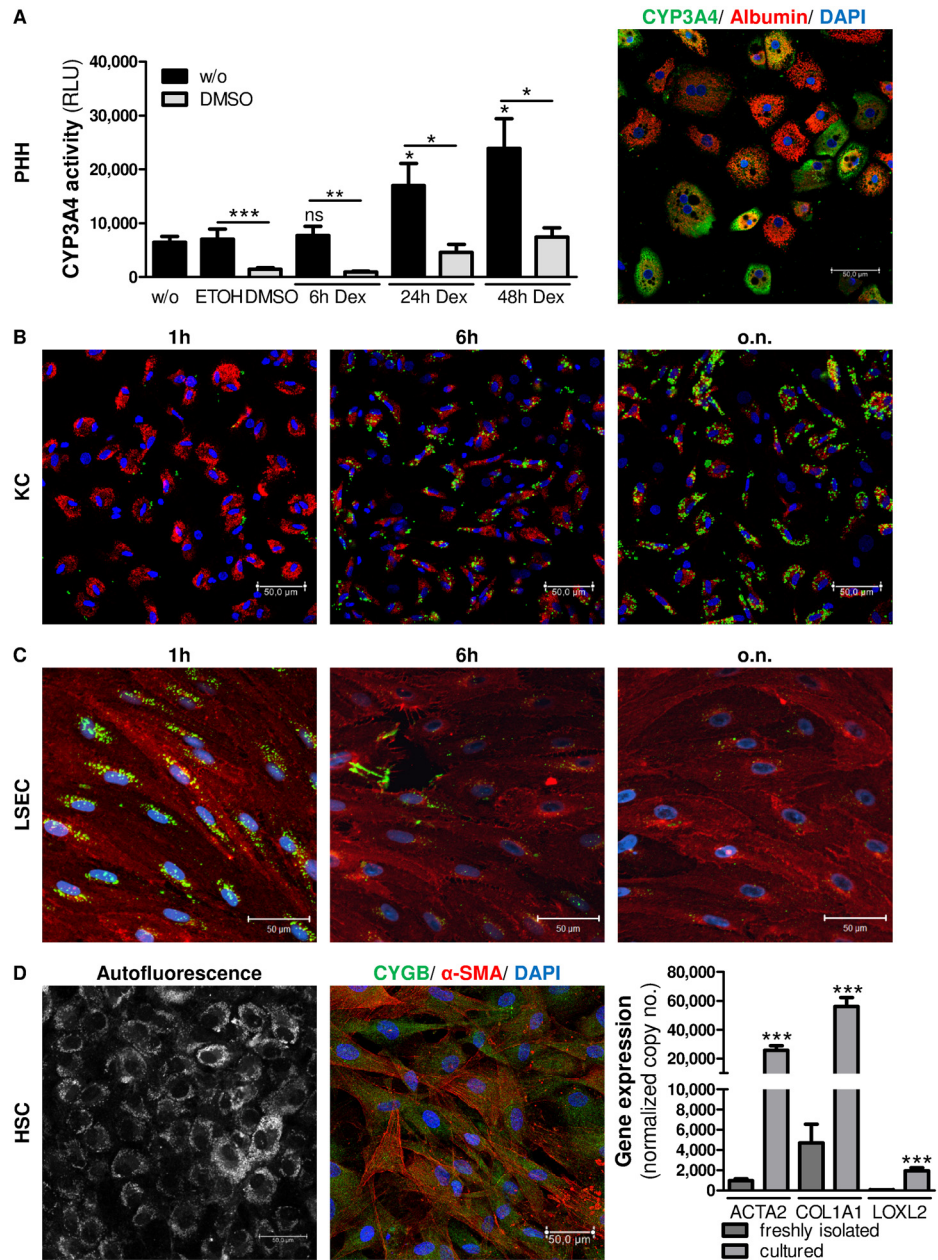 A
CYP3A4/ Albumin/ DAPI
PHH
CYP3A4 activity (RLU)
40,000
30,000
20,000
10,000
0
w/o
DMSO
***
ns
**
*
*
*
*
w/o
ETOH DMSO
6h Dex
24h Dex
48h Dex
50,0 µm
B
1h
6h
o.n.
KC
50,0 µm
50,0 µm
50,0 µm
C
1h
6h
o.n.
LSEC
50 µm
50 µm
50 µm
D
Autofluorescence
CYGB/ α-SMA/ DAPI
HSC
50,0 µm
50,0 µm
Gene expression
(normalized copy no.)
80,000
60,000
40,000
20,000
10,000
8,000
6,000
4,000
2,000
0
***
***
***
ACTA2 COL1A1 LOXL2
freshly isolated
cultured